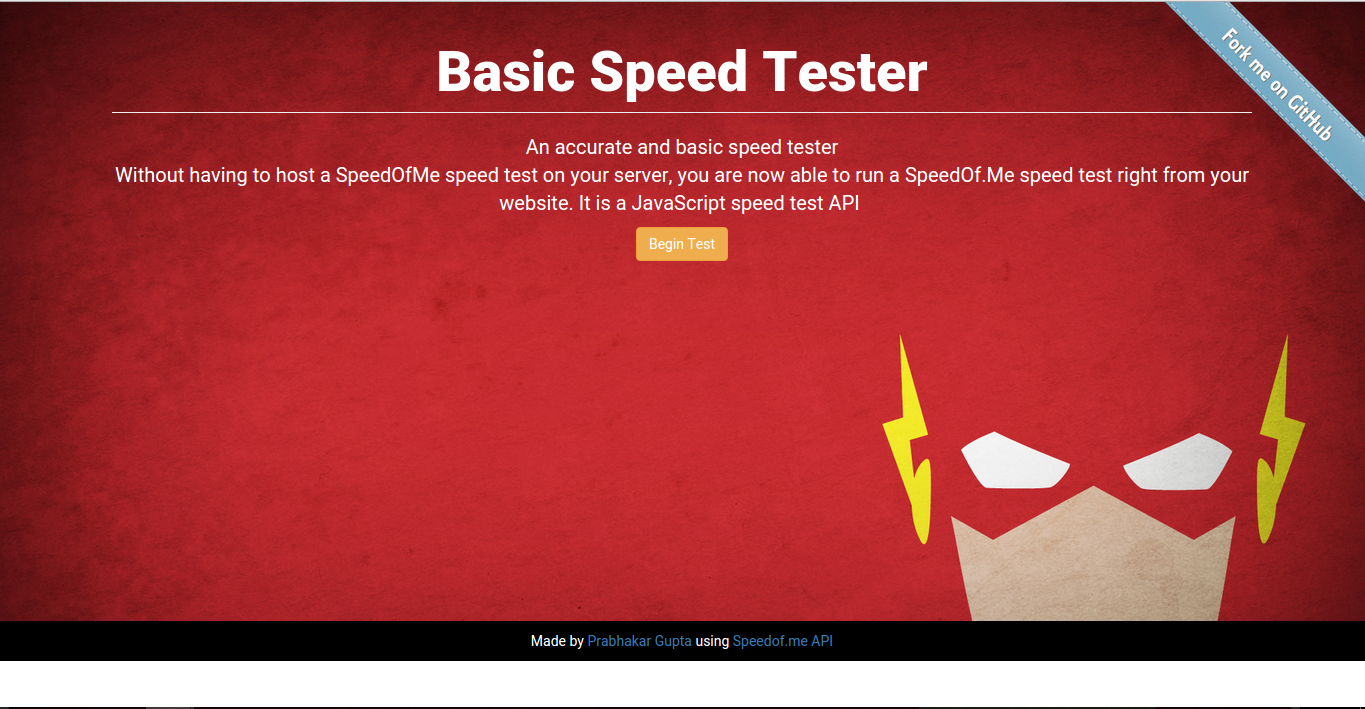 Basic Speed Tester
Fork me on GitHub
An accurate and basic speed tester
Without having to host a SpeedOfMe speed test on your server, you are now able to run a SpeedOf.Me speed test right from your
website. It is a JavaScript speed test API
Begin Test
Made by Prabhakar Gupta using Speedof.me API